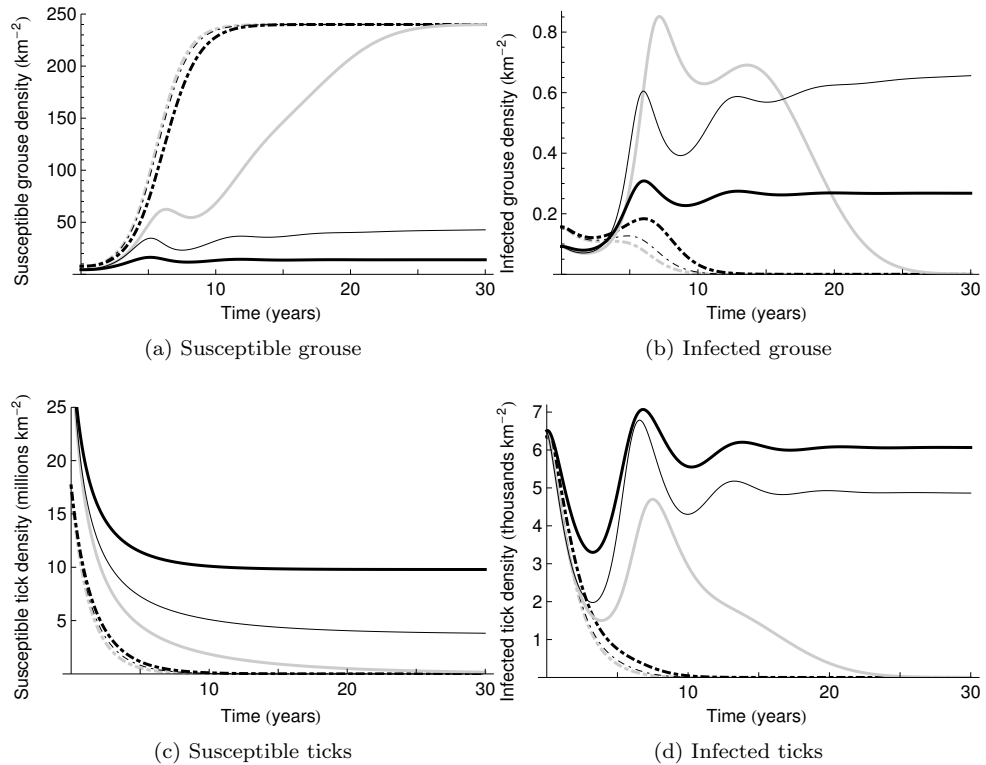 Susceptible grouse density (km−2)
250
200
150
100
50
10
20
30
Time (years)
(a) Susceptible grouse
Infected grouse density (km−2)
0.8
0.6
0.4
0.2
10
20
30
Time (years)
(b) Infected grouse
Susceptible tick density (millions km−2)
25
20
15
10
5
10
20
30
Time (years)
(c) Susceptible ticks
Infected tick density (thousands km−2)
7
6
5
4
3
2
1
10
20
30
Time (years)
(d) Infected ticks